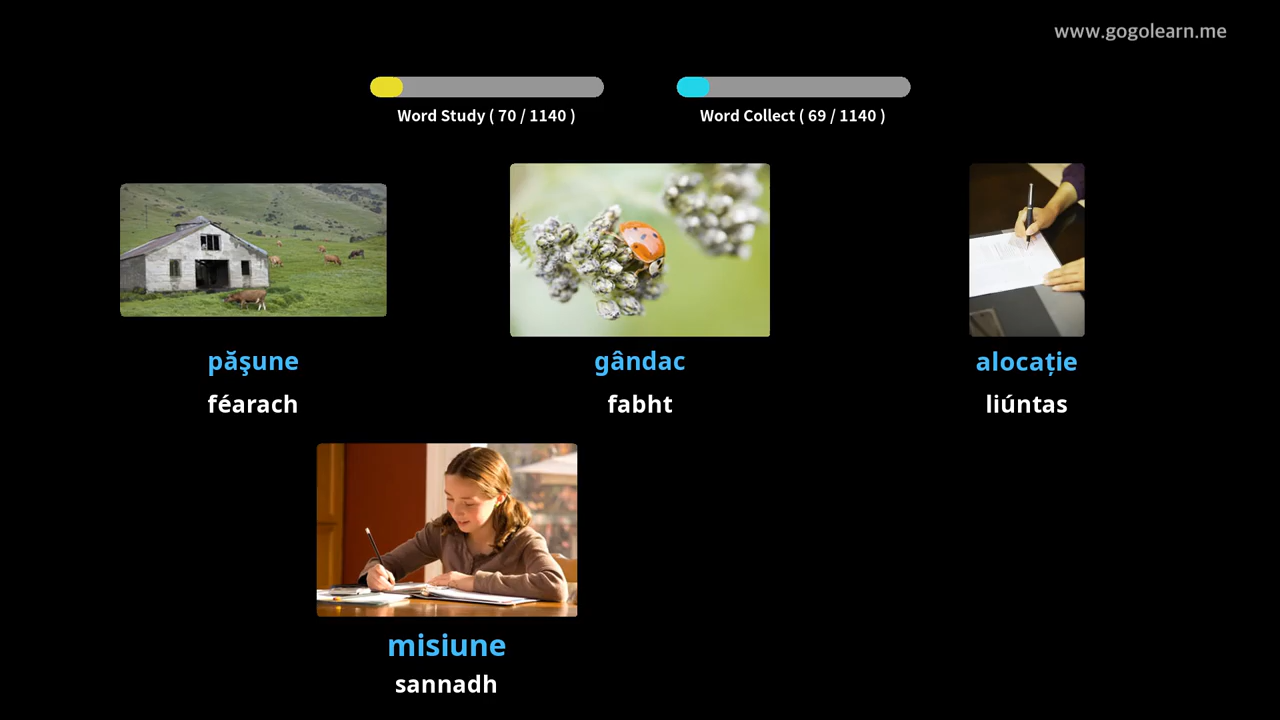 www.gogolearn.me
Word Study ( 70 / 1140 )
Word Collect ( 69 / 1140 )
păşune
féarach
gândac
fabht
alocație
liúntas
misiune
sannadh